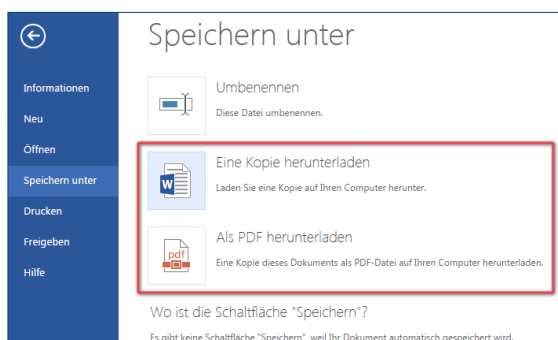 Speichern unter
Informationen
Neu
Öffnen
Speichern unter
Drucken
Freigeben
Hilfe
Umbenennen
Diese Datei umbenennen.
W
Eine Kopie herunterladen
Laden Sie eine Kopie auf Ihren Computer herunter.
pdf
Als PDF herunterladen
Eine Kopie dieses Dokuments als PDF-Datei auf Ihren Computer herunterladen.
Wo ist die Schaltfläche "Speichern"?
Es gibt keine Schaltfläche "Speichern", weil Ihr Dokument automatisch gespeichert wird.